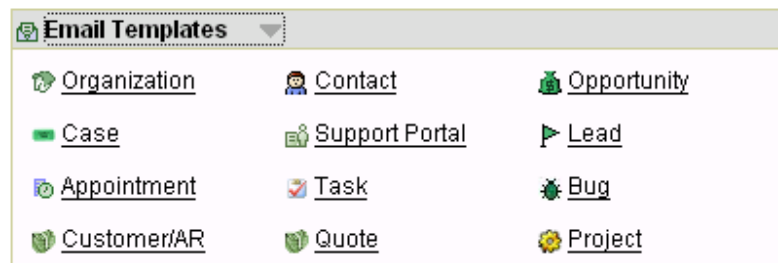 Email Templates
Organization Contact Opportunity
Case Support Portal Lead
Appointment Task Bug
Customer/AR Quote Project